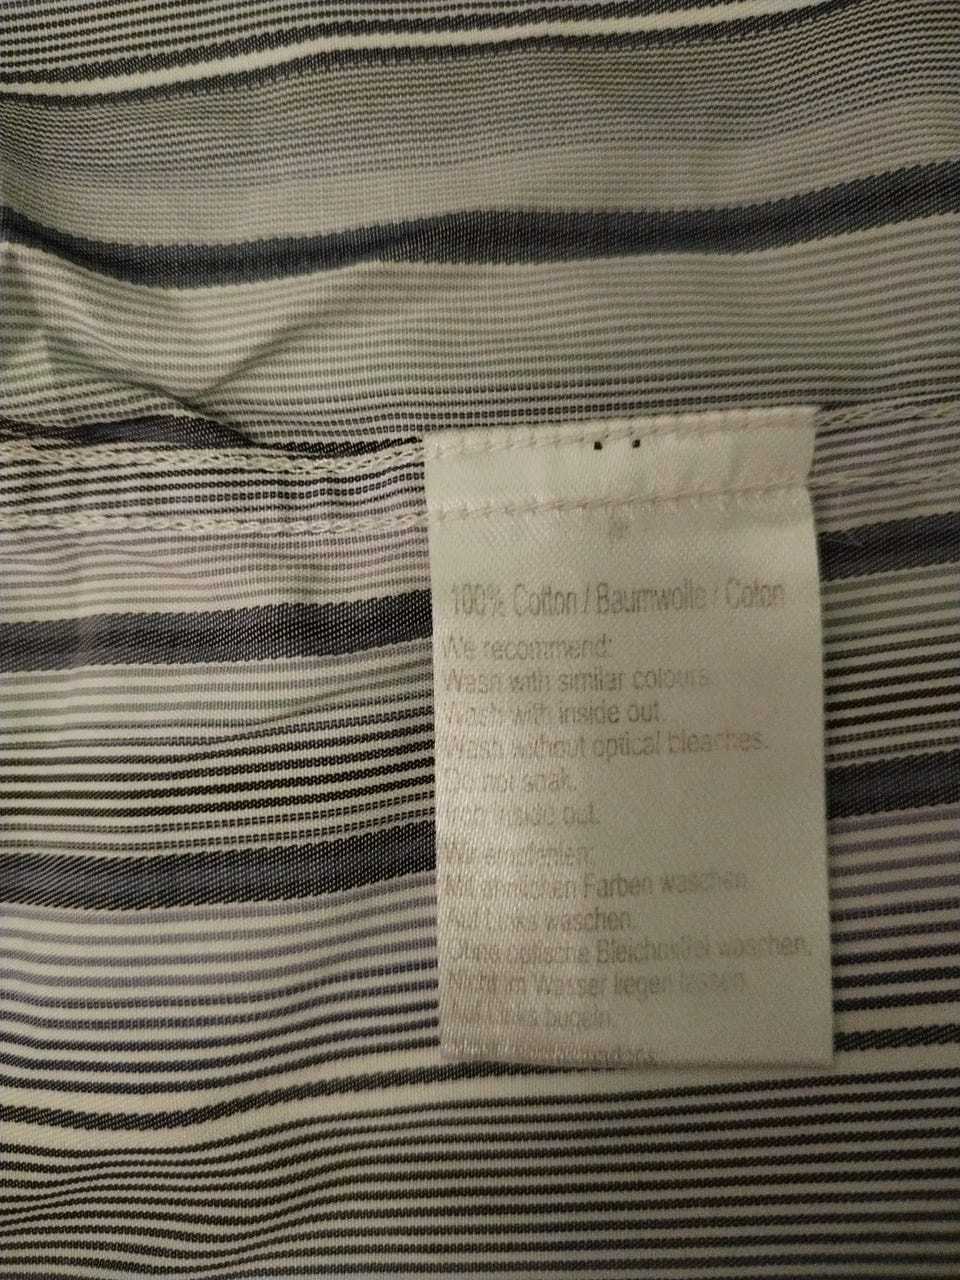 100% Cotton / Baumwolle / Coton
We recommend:
Wash with similar colours.
Wash with inside out.
Wash without optical bleaches.
Do not soak.
inside out.
Wir empfehlen:
Mit ähnlichen Farben waschen.
Auf Links waschen.
Ohne optische Bleichmittel waschen.
Nicht im Wasser liegen lassen.
Auf Links bügeln.